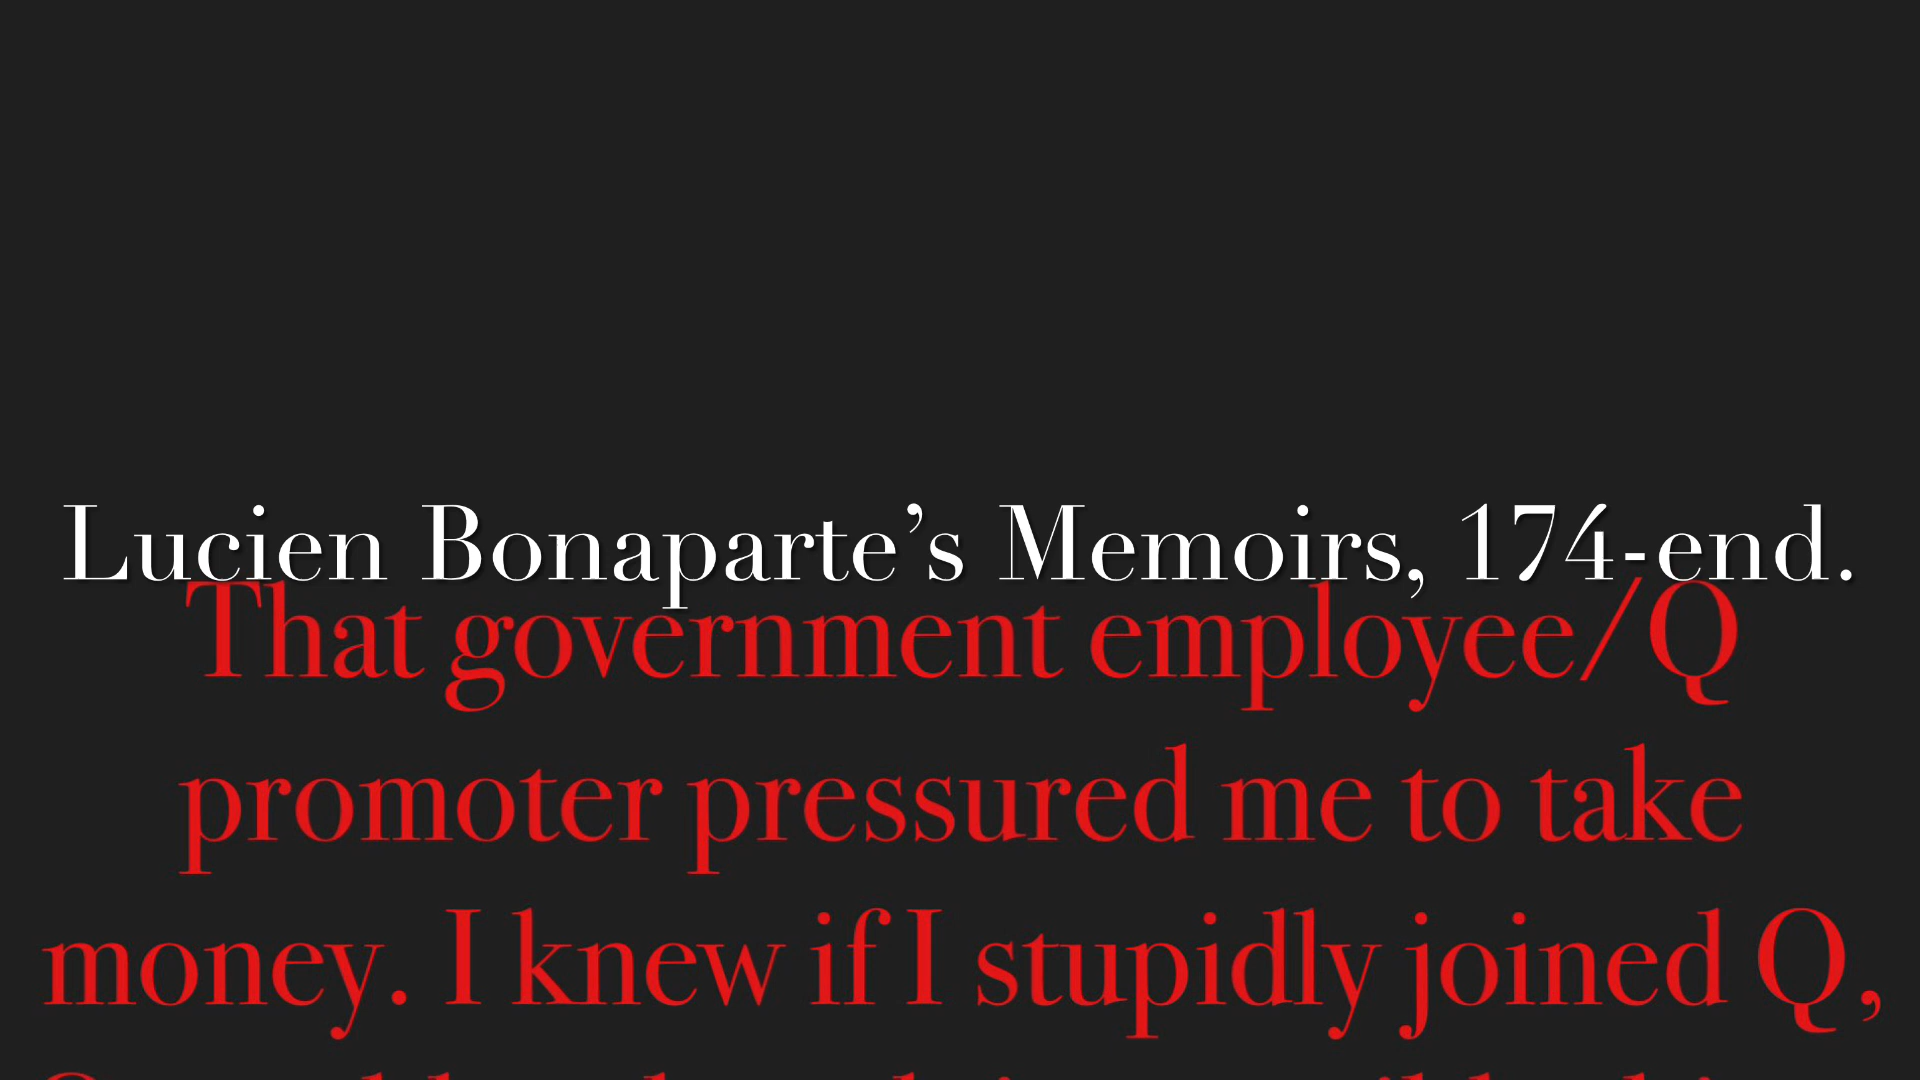 Lucien Bonaparte’s Memoirs, 174-end.
That government employee/Q
promoter pressured me to take
money. I knew if I stupidly joined Q,